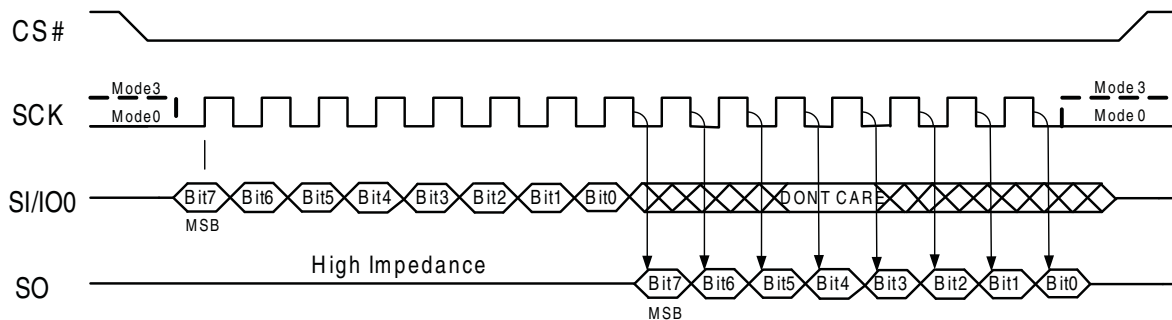 CS#
Mode3 Mode 3
SCK
Mode0 Mode 0
SI/IO0 Bit7 Bit6 Bit5 Bit4 Bit3 Bit2 Bit1 Bit0 DONT CARE
MSB
High Impedance
SO Bit7 Bit6 Bit5 Bit4 Bit3 Bit2 Bit1 Bit0
MSB